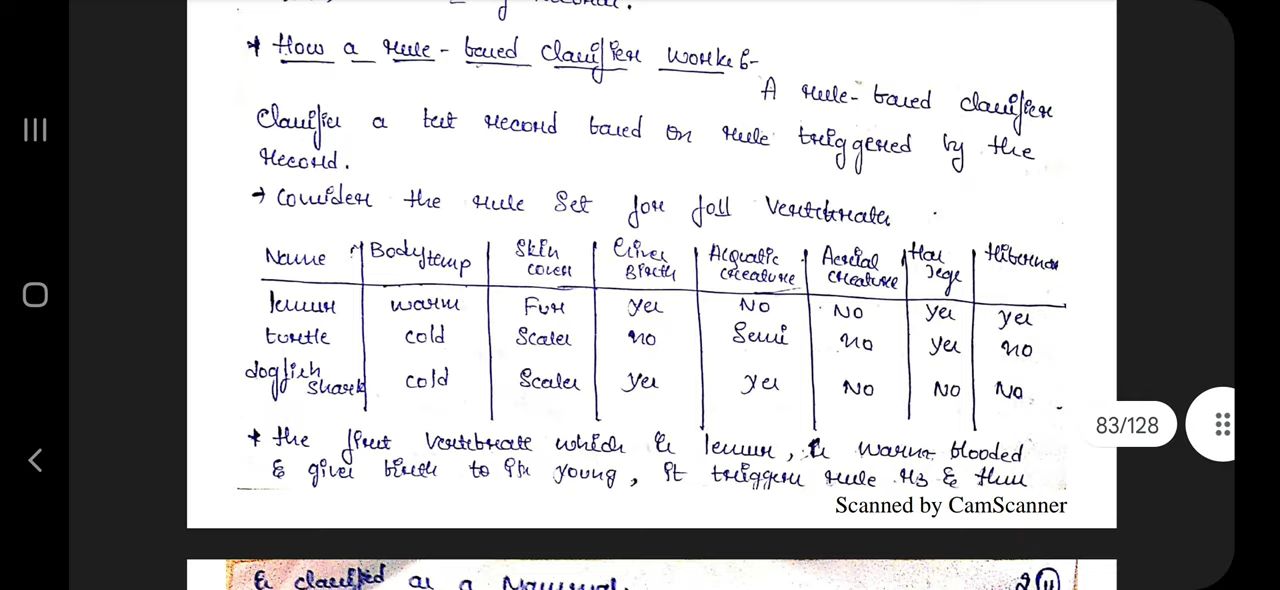 * How a rule-based classifier works:-
A rule-based classifier
classifies a test record based on rule triggered by the
record.
→ Consider the rule set for foll vertebrates
Name Body temp Skin cover Gives Birth Acquatic creature Aerial creature Has legs Hibernates
lemur warm Fur yes No No yes yes
turtle cold Scales no Semi no yes no
dogfish shark cold Scales yes yes No No No
83/128
* the first vertebrate which is lemur, is warm-blooded
& gives birth to its young, it triggers rule r3 & thus
Scanned by CamScanner
is classified as a Mammal.